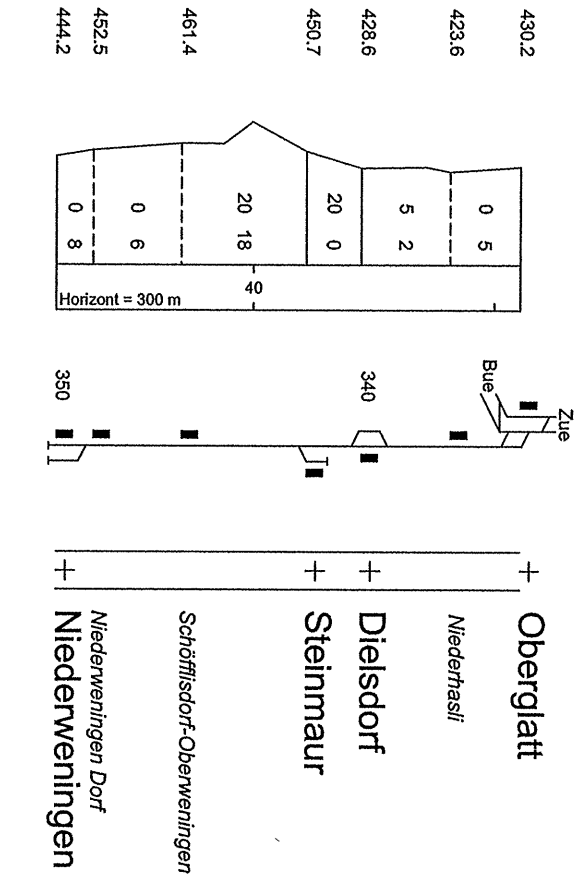 430.2
0 5
Zue
Bue
Oberglatt
423.6
5 2
Niederhasli
428.6
340
Dielsdorf
450.7
20 0
Steinmaur
20 18
40
461.4
0 6
Schöfflisdorf-Oberweningen
452.5
Niederweningen Dorf
444.2
0 8
Horizont = 300 m
350
Niederweningen